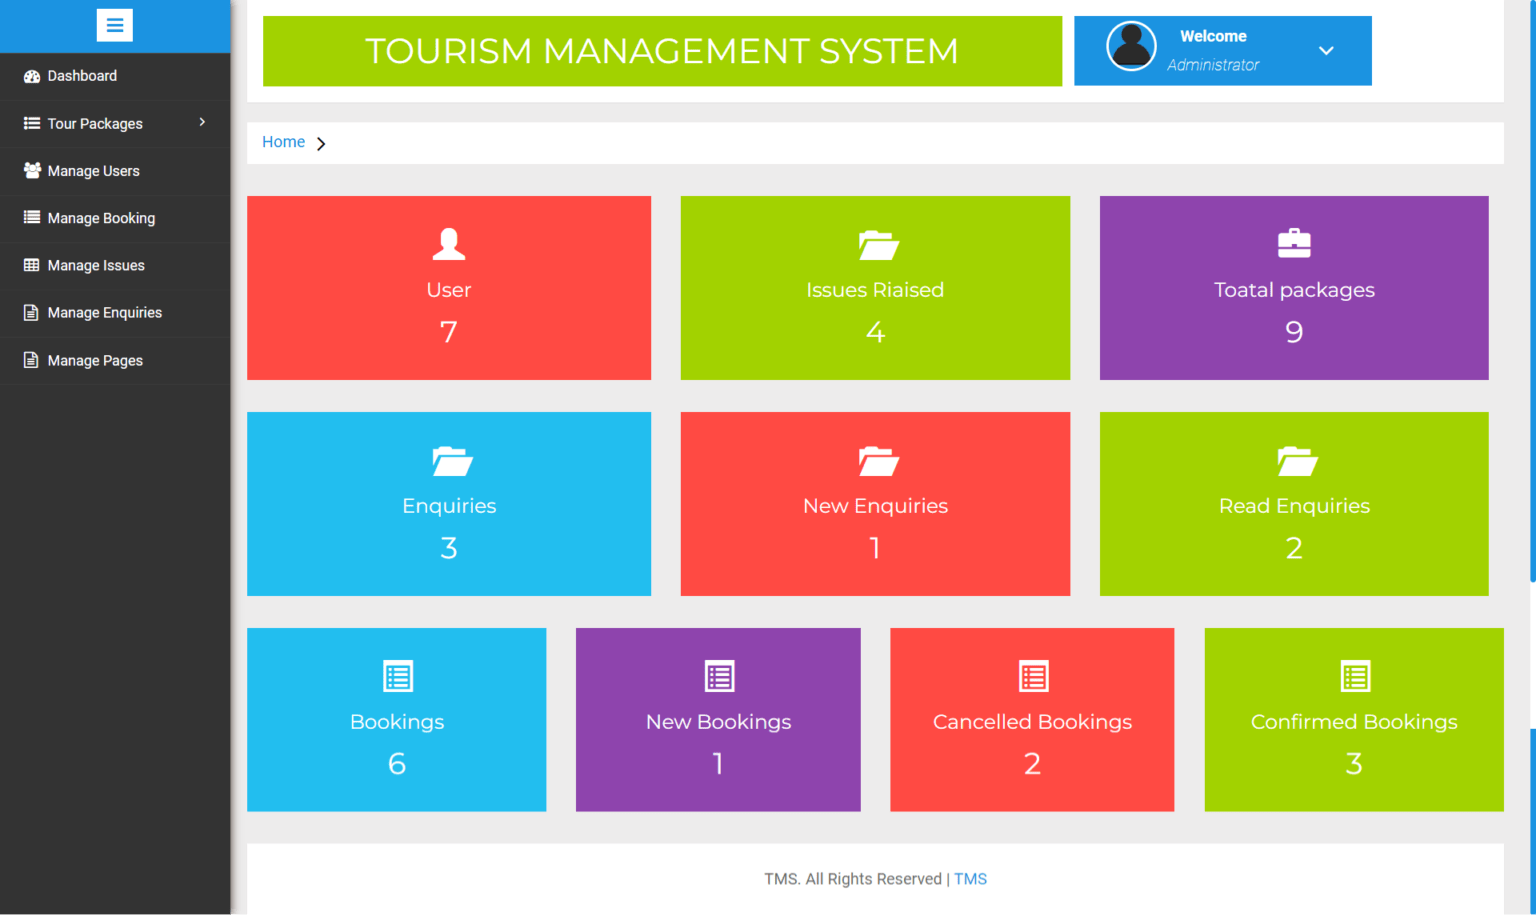 TOURISM MANAGEMENT SYSTEM
Welcome
Administrator
Dashboard
Tour Packages
Manage Users
Manage Booking
Manage Issues
Manage Enquiries
Manage Pages
Home
User
7
Issues Riaised
4
Toatal packages
9
Enquiries
3
New Enquiries
1
Read Enquiries
2
Bookings
6
New Bookings
1
Cancelled Bookings
2
Confirmed Bookings
3
TMS. All Rights Reserved | TMS